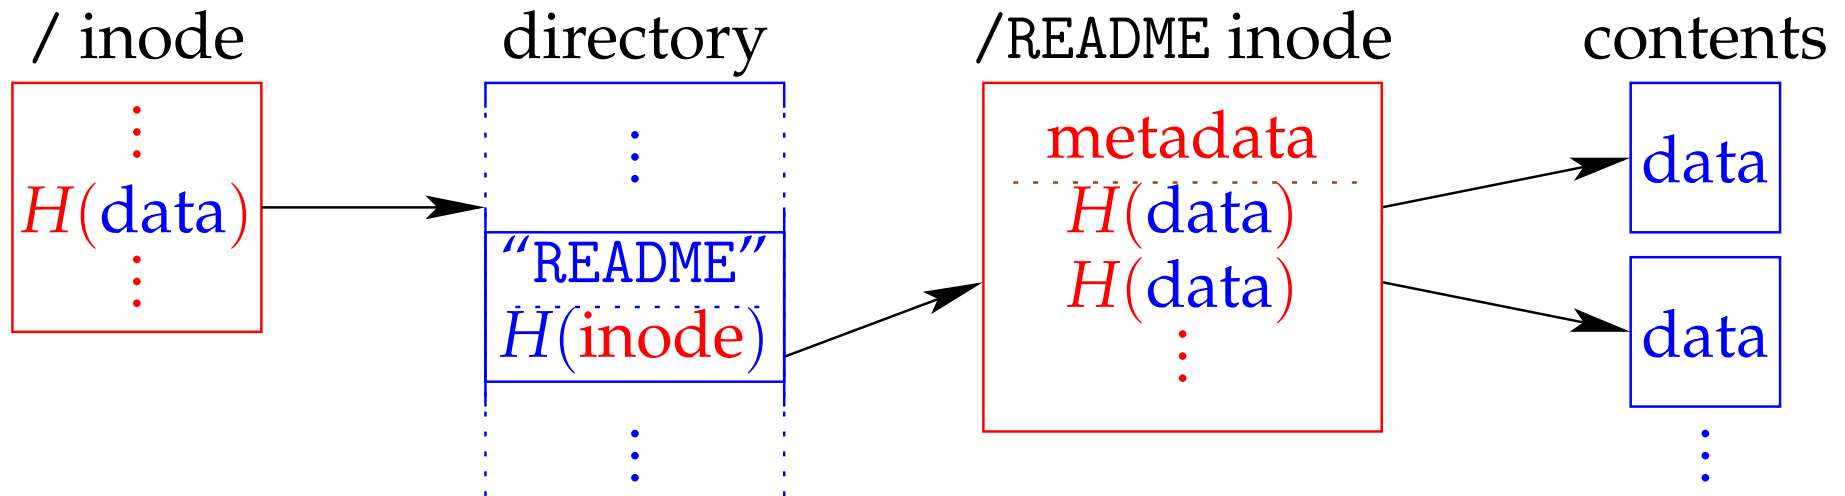 / inode
⋮
H(data)
⋮
directory
⋮
“README”
H(inode)
⋮
/README inode
metadata
H(data)
H(data)
⋮
contents
data
data
⋮